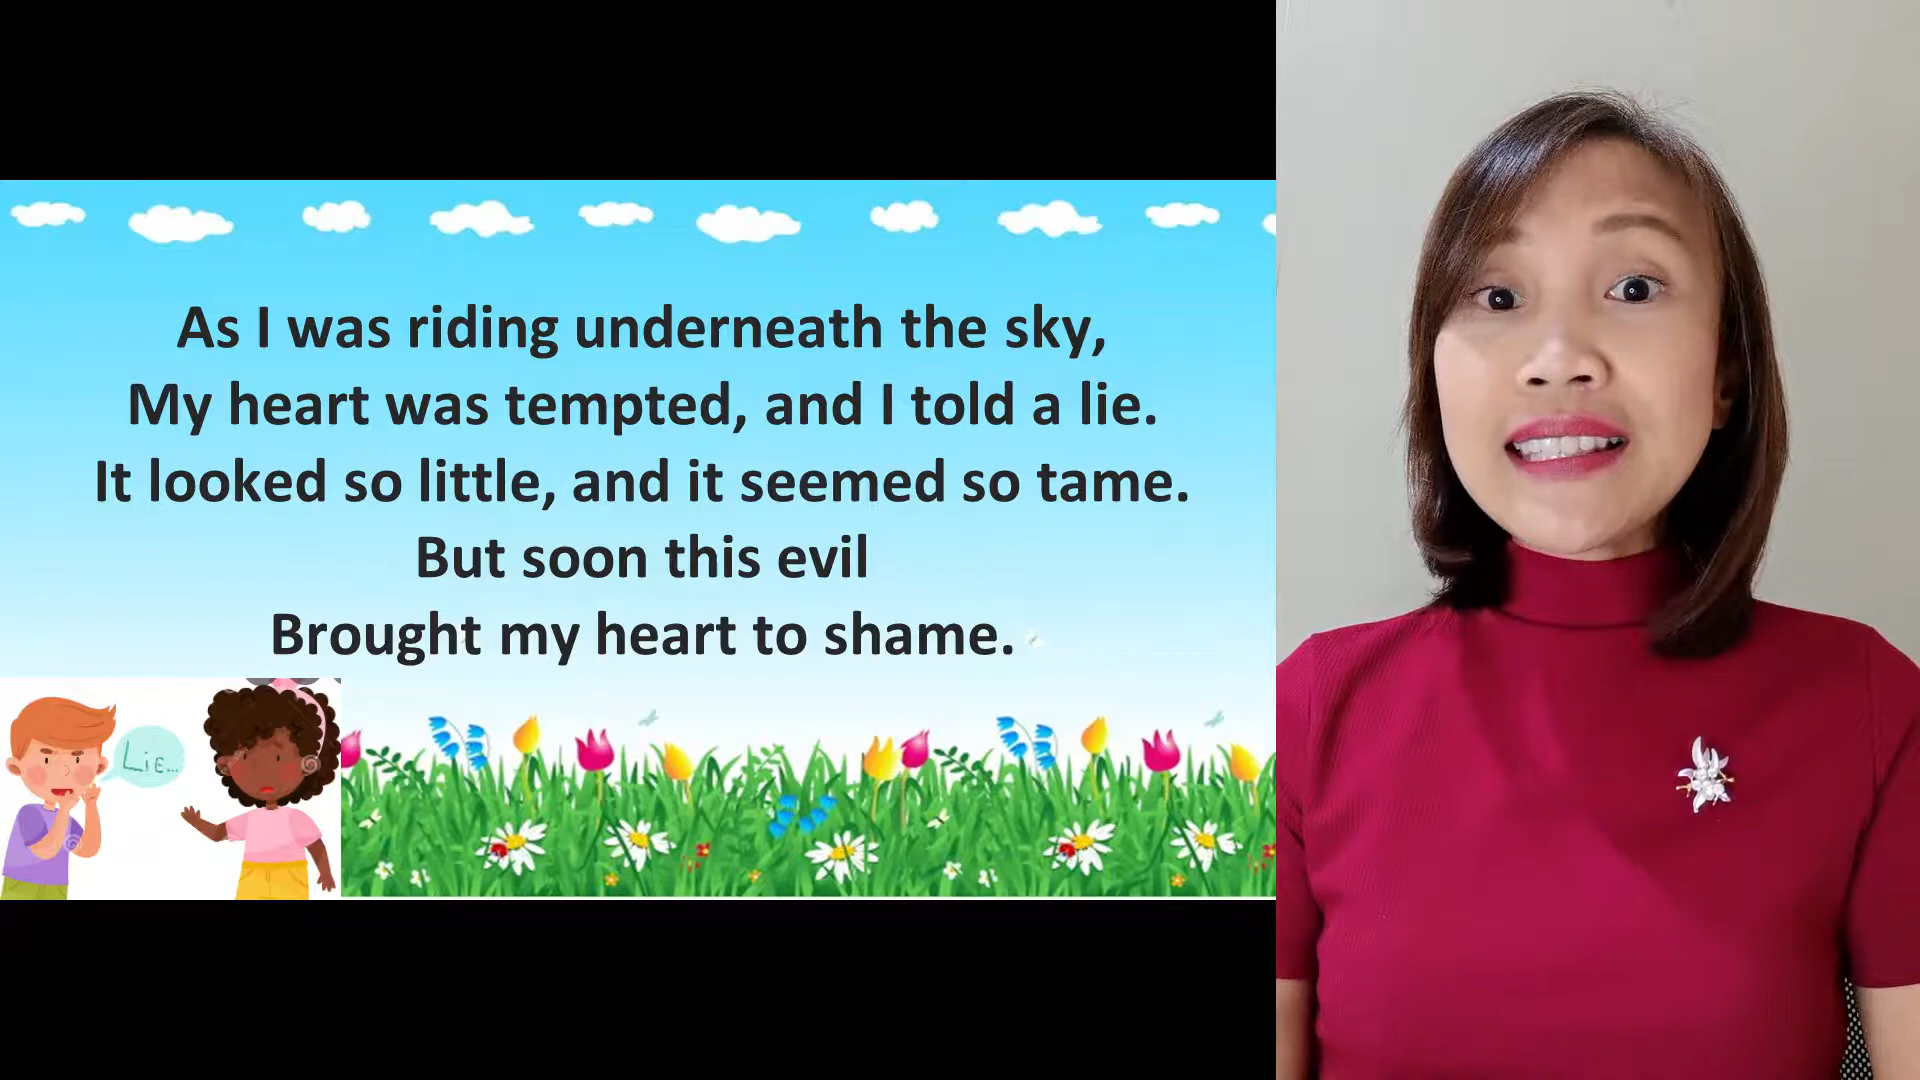 As I was riding underneath the sky,
My heart was tempted, and I told a lie.
It looked so little, and it seemed so tame.
But soon this evil
Brought my heart to shame.
LIE...